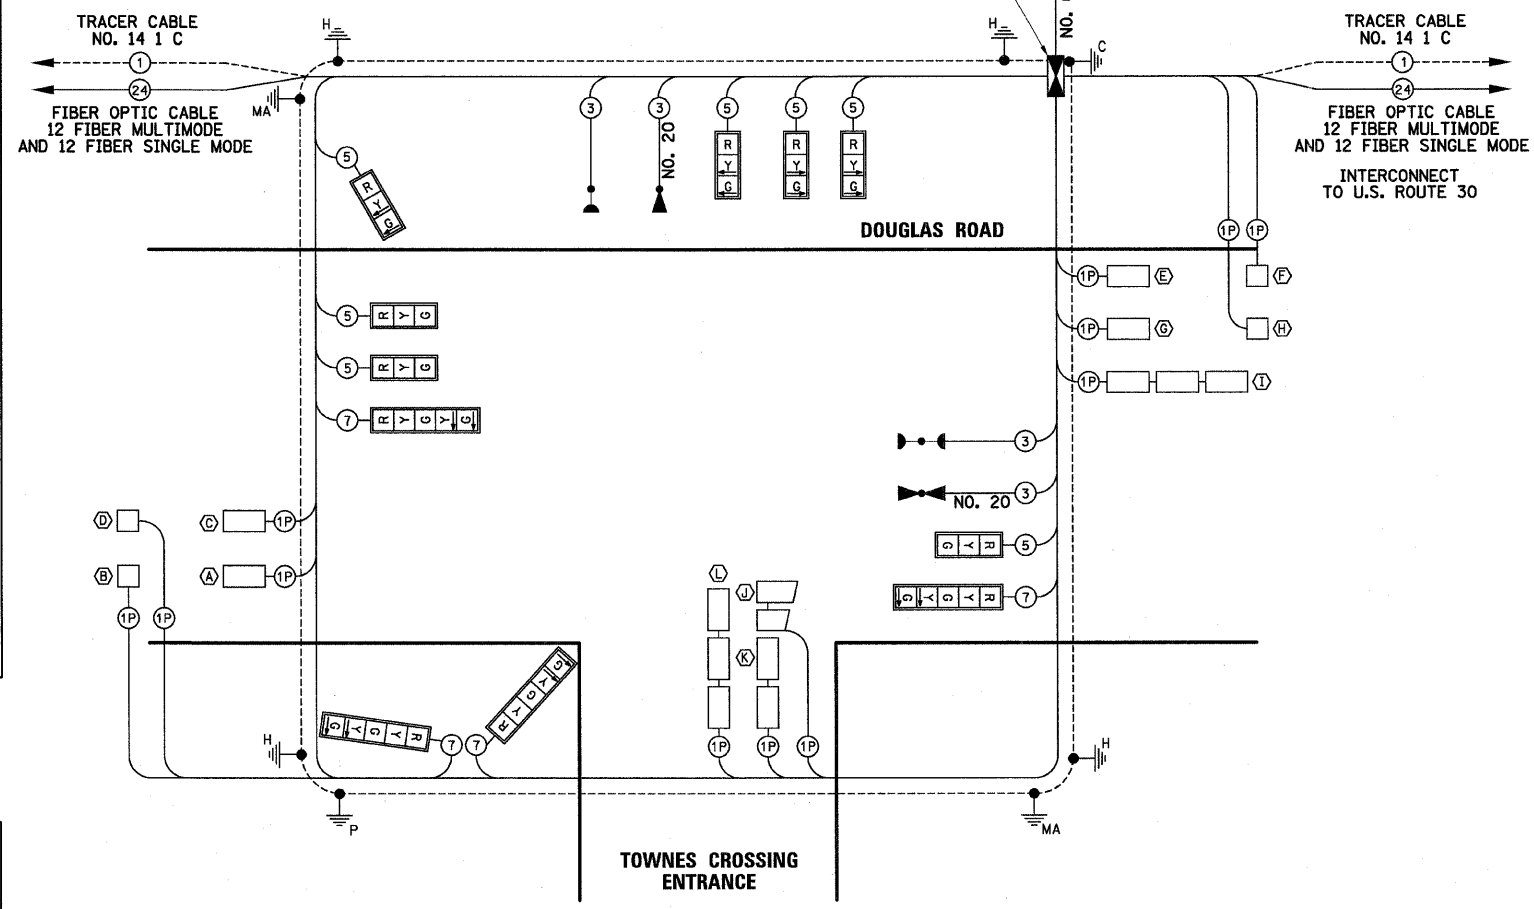 TRACER CABLE
NO. 14 1 C
1
24
FIBER OPTIC CABLE
12 FIBER MULTIMODE
AND 12 FIBER SINGLE MODE
H
H
NO.
C
TRACER CABLE
NO. 14 1 C
1
24
FIBER OPTIC CABLE
12 FIBER MULTIMODE
AND 12 FIBER SINGLE MODE
INTERCONNECT
TO U.S. ROUTE 30
MA
3
3
NO. 20
5
5
5
R Y G
R Y G
R Y G
5
R Y G
DOUGLAS ROAD
1P
1P
1P E
F
5 R Y G
1P G
H
5 R Y G
1P I
7 R Y G Y G
3
3
NO. 20
D
C 1P
R Y G 5
B
A 1P
L
J
R Y G Y G 7
1P
1P
K
R Y G Y G
R Y G Y G
7
7
1P
1P
1P
H
H
P
MA
TOWNES CROSSING
ENTRANCE